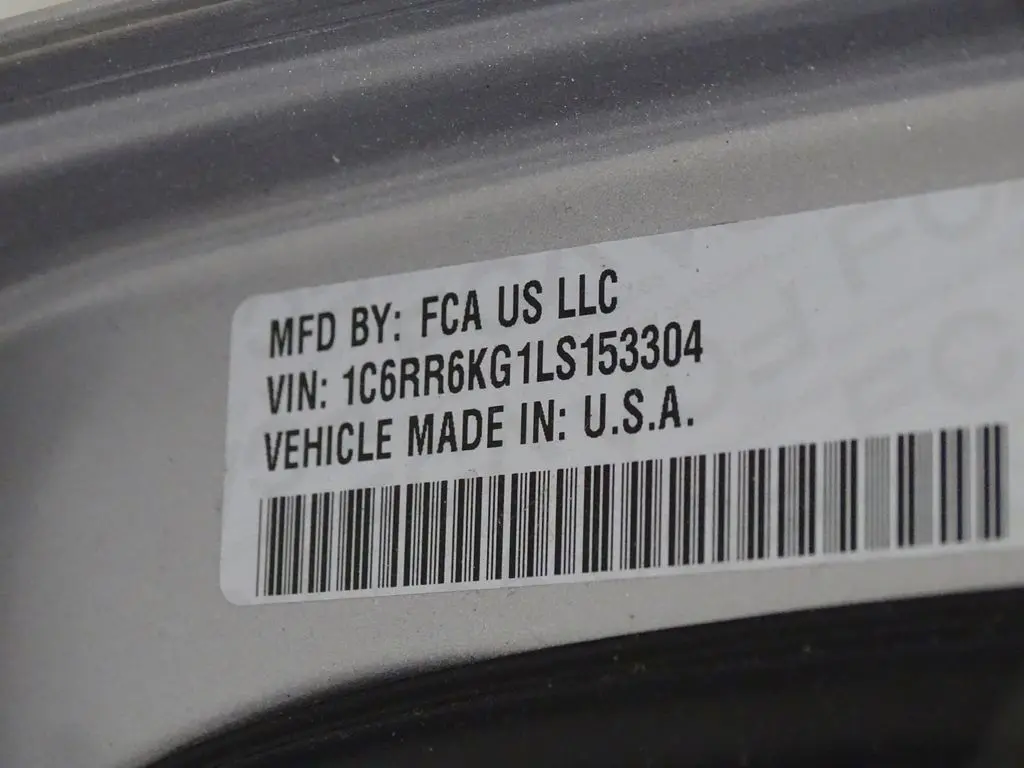 MFD BY: FCA US LLC
VIN: 1C6RR6KG1LS153304
VEHICLE MADE IN: U.S.A.